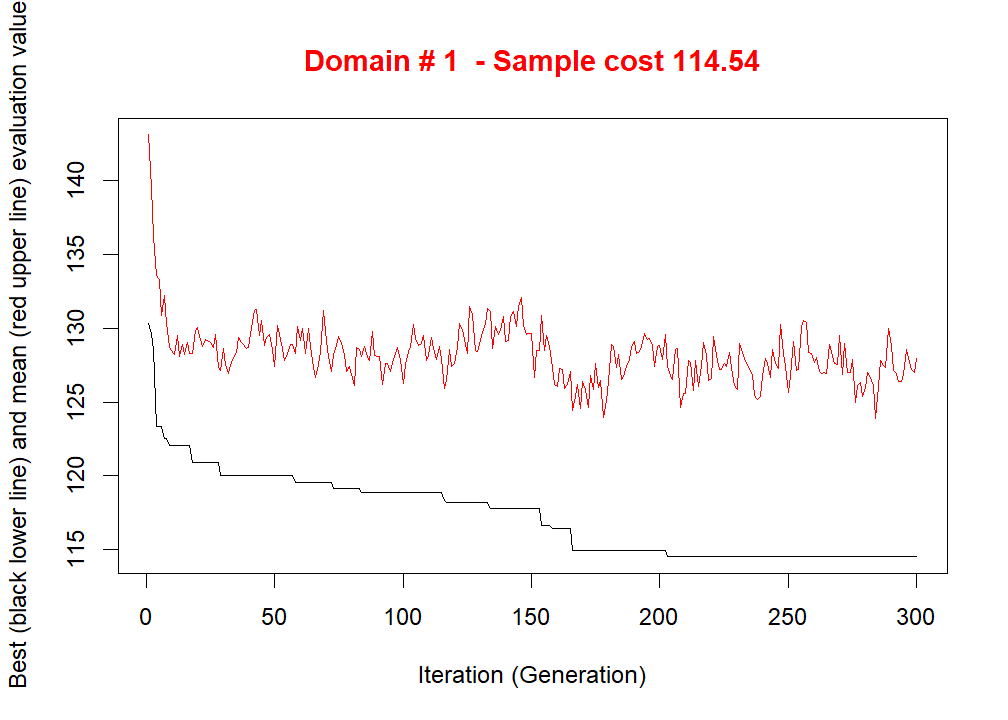 Domain # 1  - Sample cost 114.54
Best (black lower line) and mean (red upper line) evaluation value
140
135
130
125
120
115
0 50 100 150 200 250 300
Iteration (Generation)